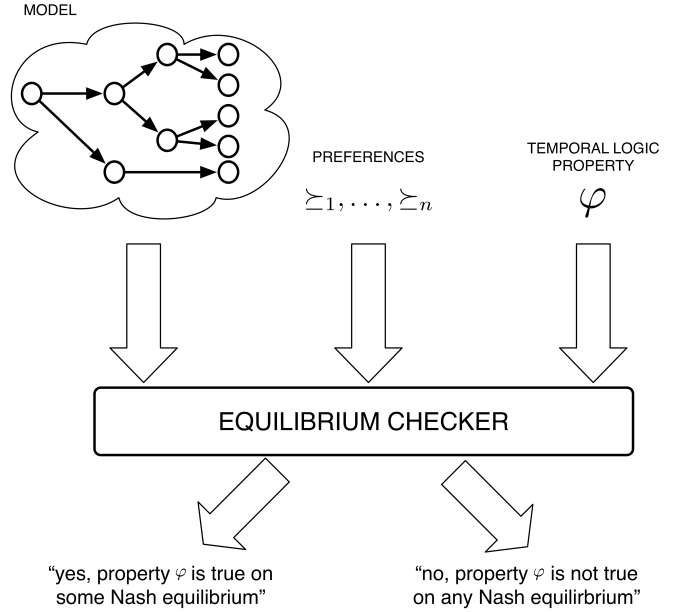 MODEL
PREFERENCES
⪰1, . . . , ⪰n
TEMPORAL LOGIC
PROPERTY
φ
EQUILIBRIUM CHECKER
“yes, property φ is true on
some Nash equilibrium”
“no, property φ is not true
on any Nash equilirbrium”